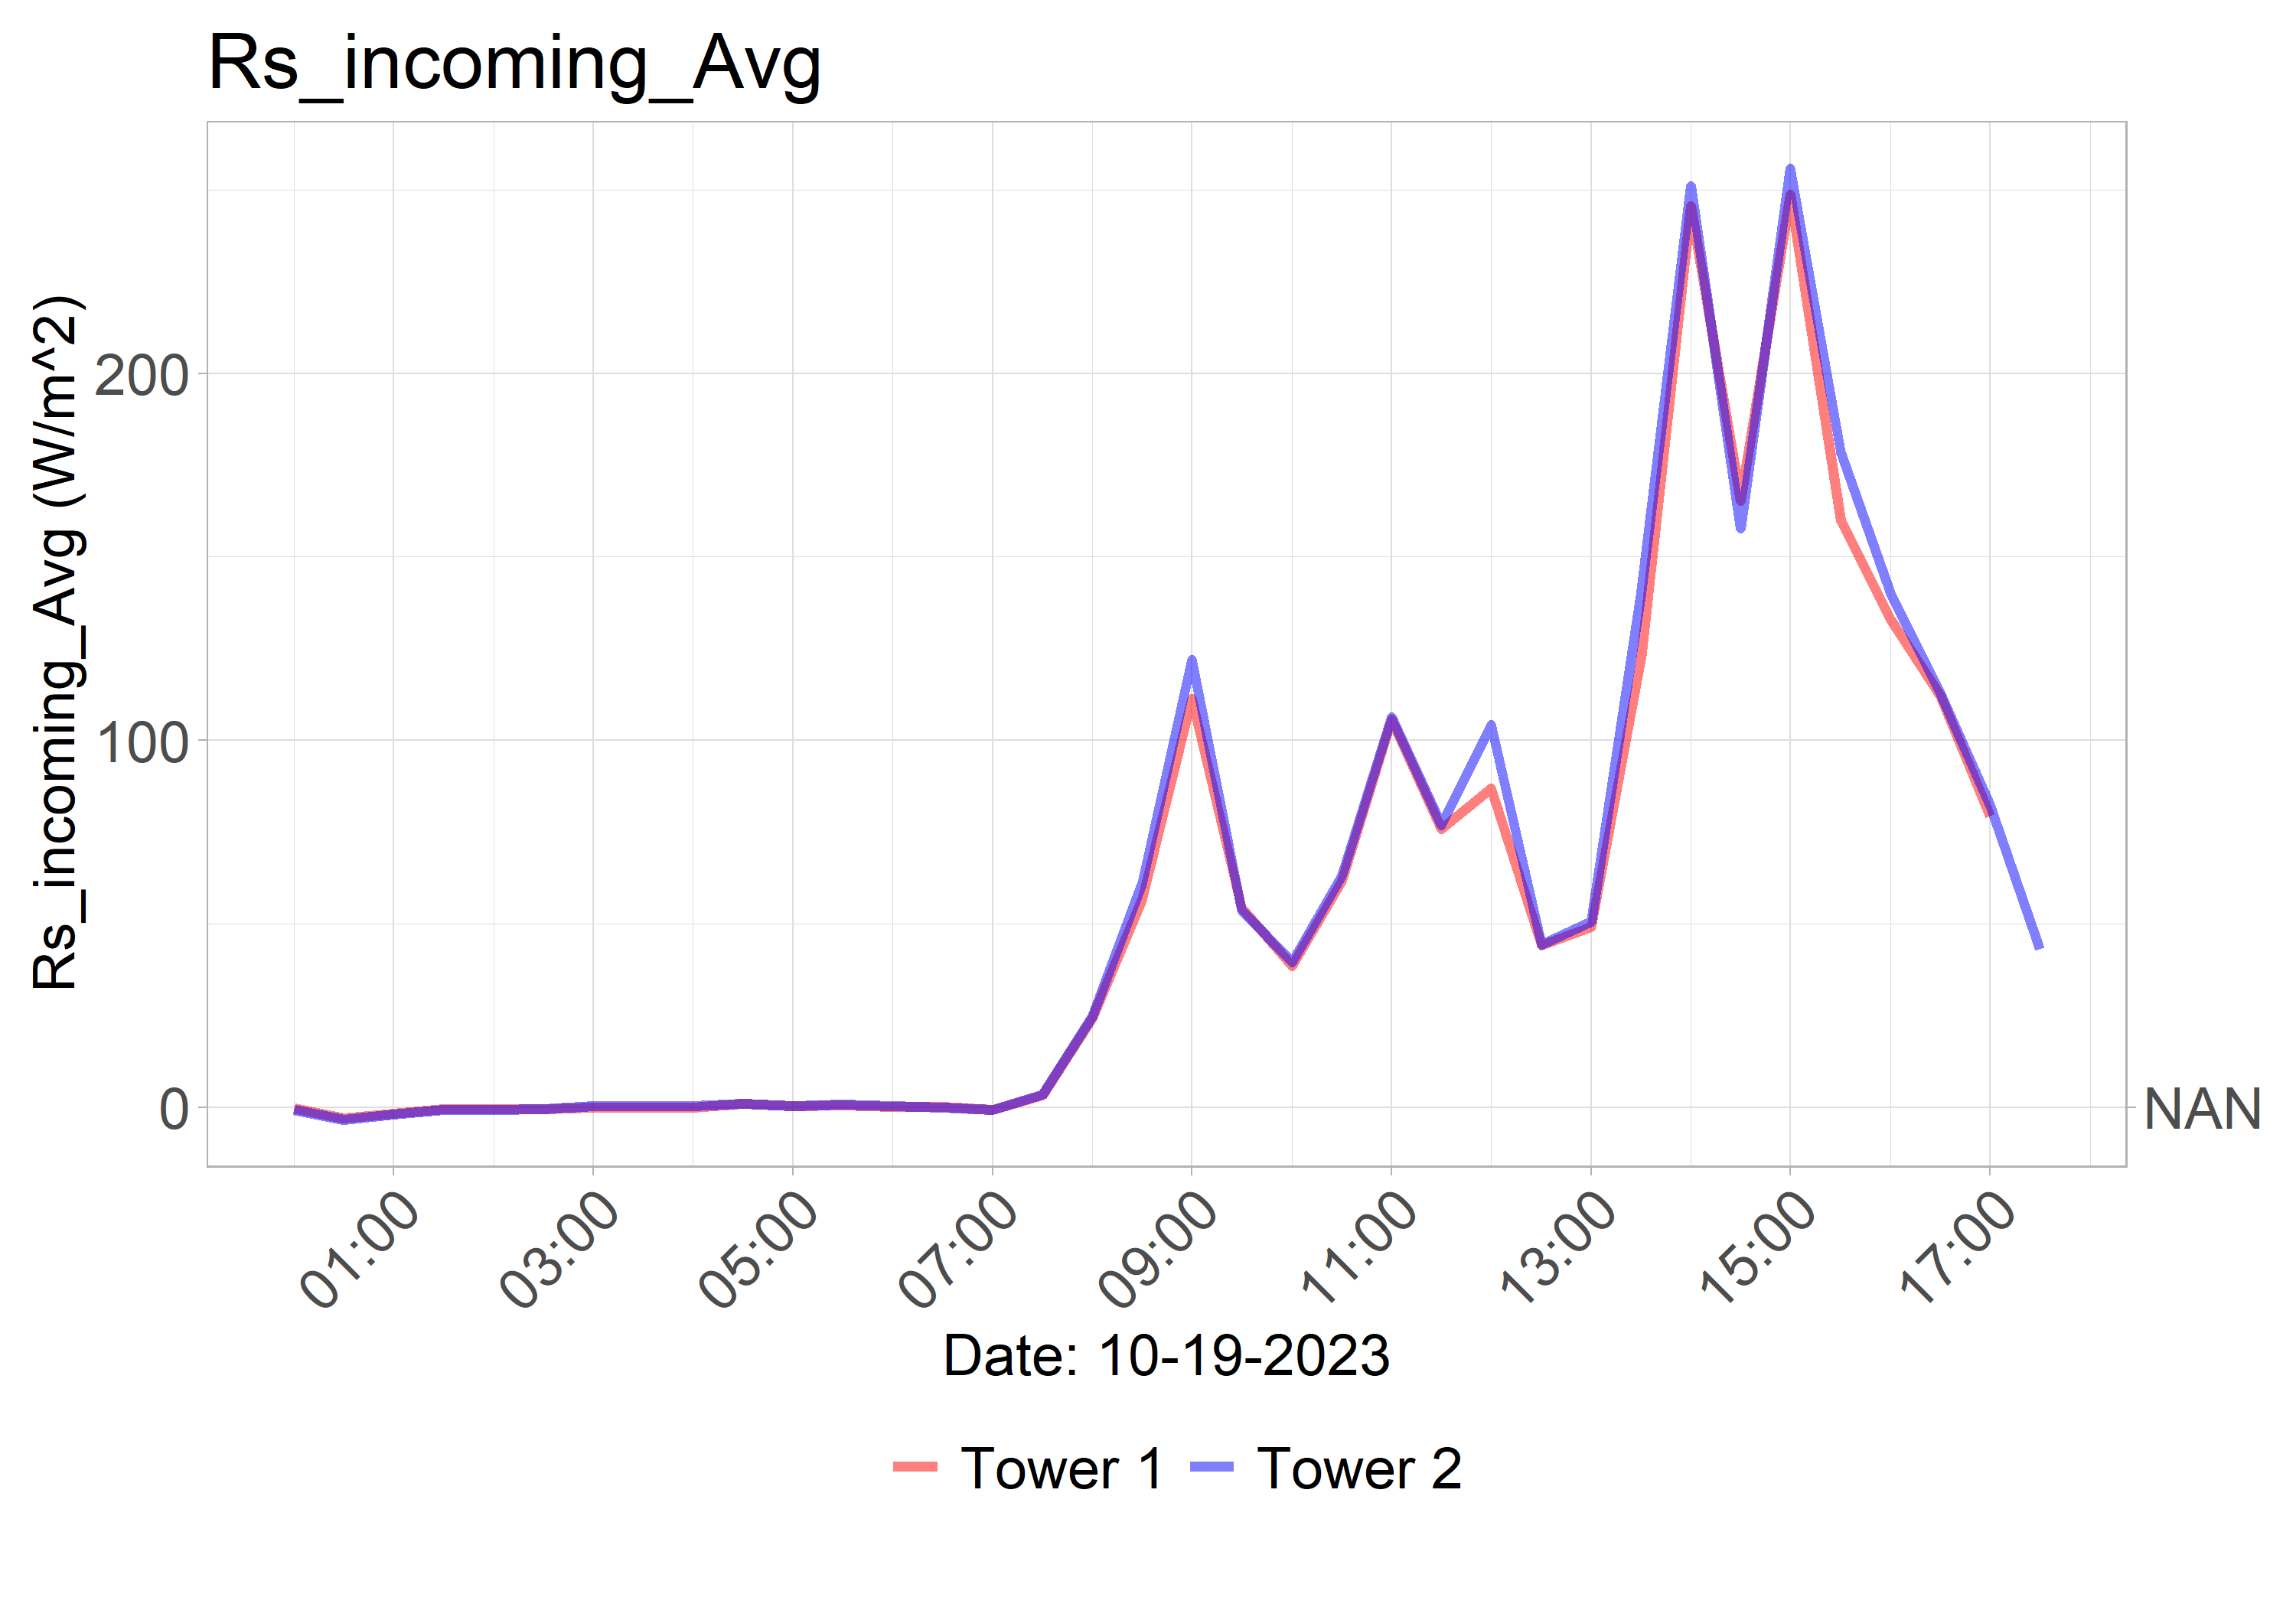 Rs_incoming_Avg
Rs_incoming_Avg (W/m^2)
200
100
0
NAN
01:00
03:00
05:00
07:00
09:00
11:00
13:00
15:00
17:00
Date: 10-19-2023
Tower 1
Tower 2